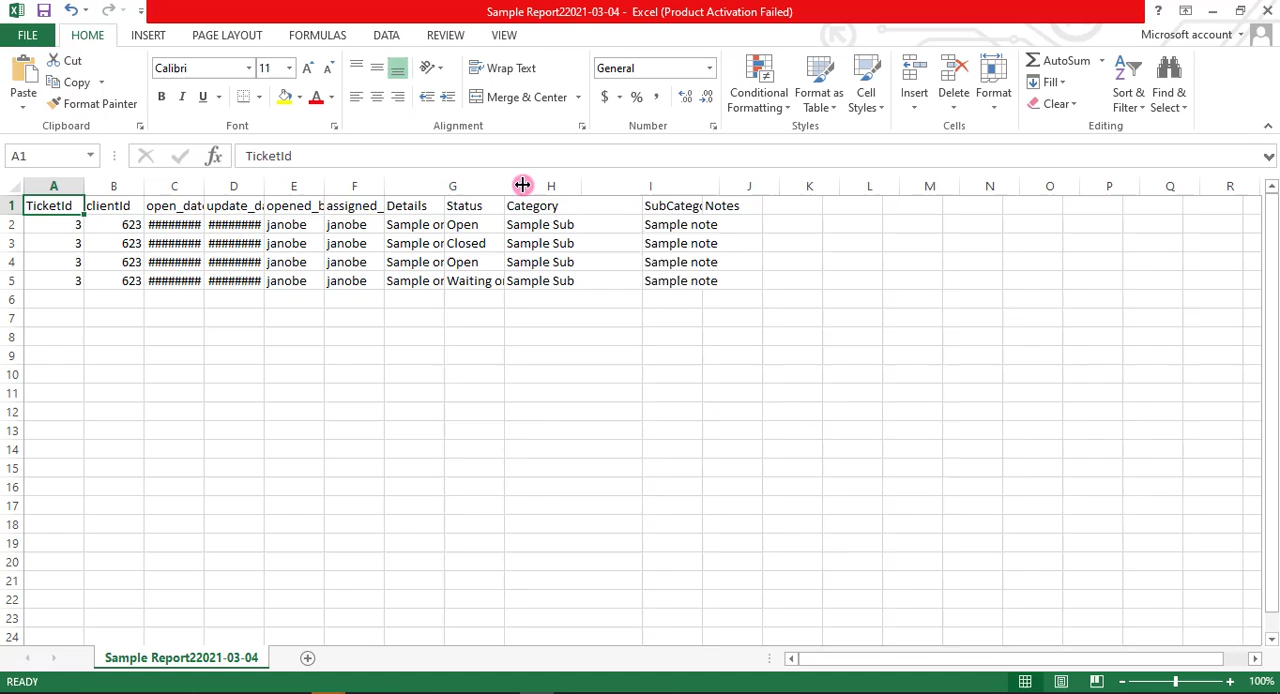 Sample Report22021-03-04 - Excel (Product Activation Failed)
?
FILE HOME INSERT PAGE LAYOUT FORMULAS DATA REVIEW VIEW Microsoft account
Paste Cut Copy Format Painter
Calibri 11
B I U A
Wrap Text
Merge & Center
General
$ % ,
Conditional Formatting Format as Table Cell Styles
Insert Delete Format
AutoSum Fill Clear
Sort & Filter Find & Select
Clipboard Font Alignment Number Styles Cells Editing
A1 fx TicketId
A B C D E F G H I J K L M N O P Q R
1 TicketId clientId open_date update_da opened_b assigned_ Details Status Category SubCatego Notes
2 3 623 ######## ######## janobe janobe Sample or Open Sample Sub Sample note
3 3 623 ######## ######## janobe janobe Sample or Closed Sample Sub Sample note
4 3 623 ######## ######## janobe janobe Sample or Open Sample Sub Sample note
5 3 623 ######## ######## janobe janobe Sample or Waiting or Sample Sub Sample note
6
7
8
9
10
11
12
13
14
15
16
17
18
19
20
21
22
23
24
Sample Report22021-03-04
READY 100%